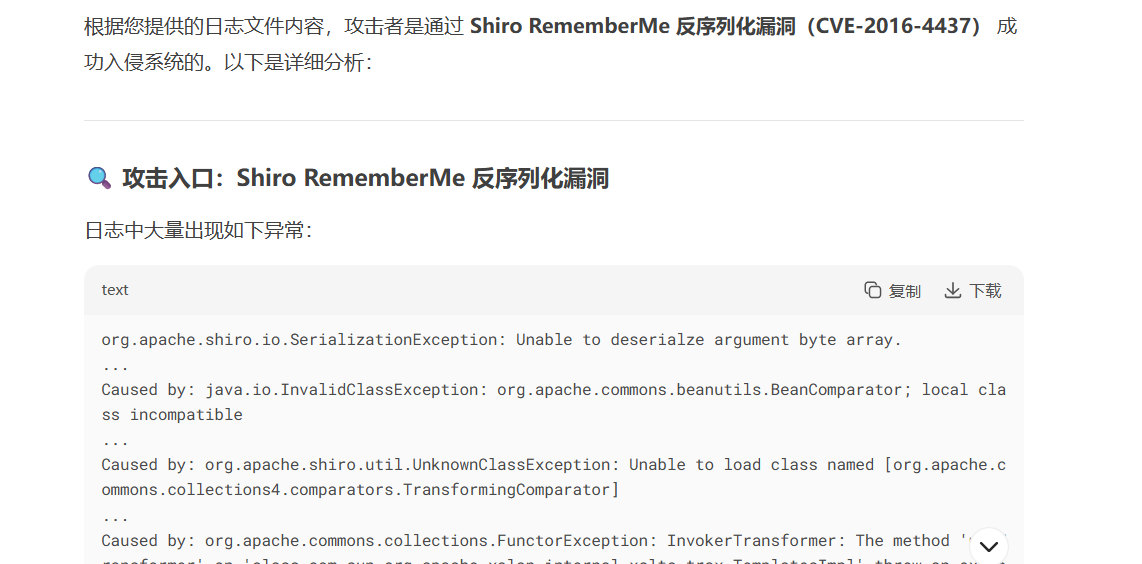 根据您提供的日志文件内容，攻击者是通过 Shiro RememberMe 反序列化漏洞（CVE-2016-4437） 成
功入侵系统的。以下是详细分析：
🔍 攻击入口：Shiro RememberMe 反序列化漏洞
日志中大量出现如下异常：
text 复制 下载
org.apache.shiro.io.SerializationException: Unable to deserialze argument byte array.
...
Caused by: java.io.InvalidClassException: org.apache.commons.beanutils.BeanComparator; local cla
ss incompatible
...
Caused by: org.apache.shiro.util.UnknownClassException: Unable to load class named [org.apache.c
ommons.collections4.comparators.TransformingComparator]
...
Caused by: org.apache.commons.collections.FunctorException: InvokerTransformer: The method